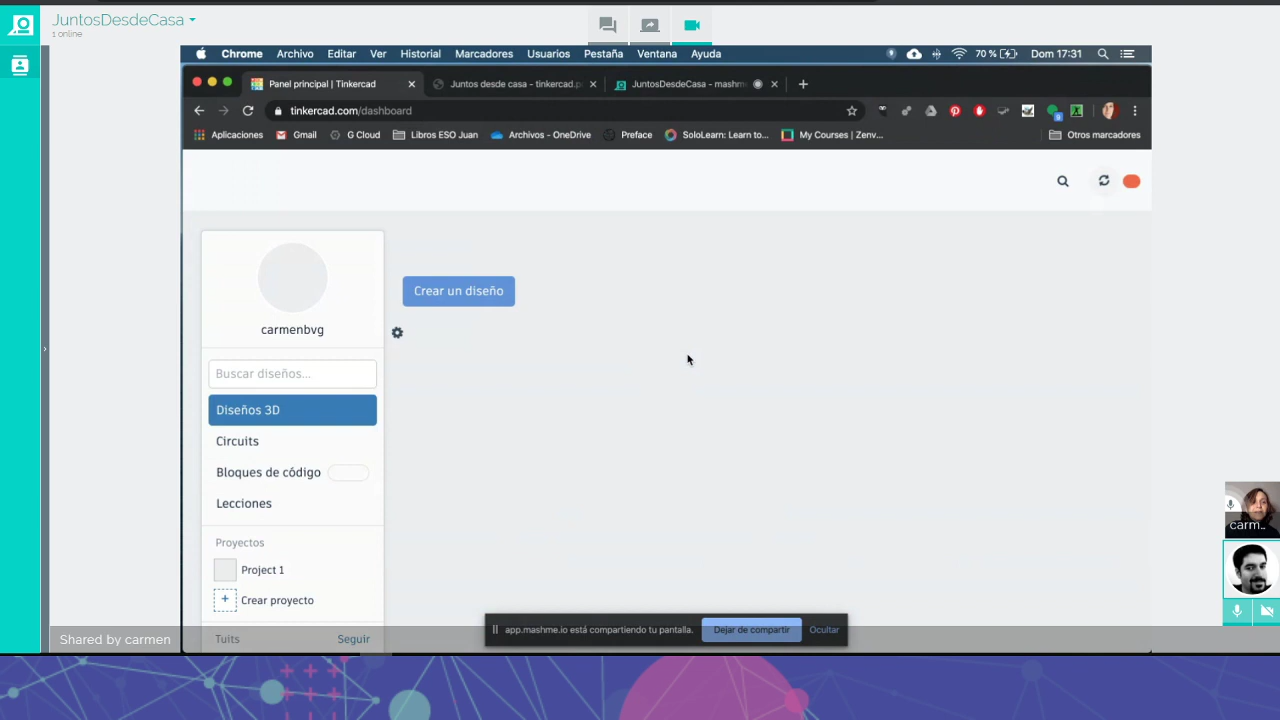 JuntosDesdeCasa
1 online
Chrome Archivo Editar Ver Historial Marcadores Usuarios Pestaña Ventana Ayuda 70 % Dom 17:31
Panel principal | Tinkercad Juntos desde casa - tinkercad.p JuntosDesdeCasa - mashm
tinkercad.com/dashboard
Aplicaciones Gmail G Cloud Libros ESO Juan Archivos - OneDrive Preface SoloLearn: Learn to... My Courses | Zenv... Otros marcadores
Crear un diseño
carmenbvg
Buscar diseños...
Diseños 3D
Circuits
Bloques de código
Lecciones
Proyectos
Project 1
+ Crear proyecto
Tuits Seguir
app.mashme.io está compartiendo tu pantalla. Dejar de compartir Ocultar
Shared by carmen
carm...